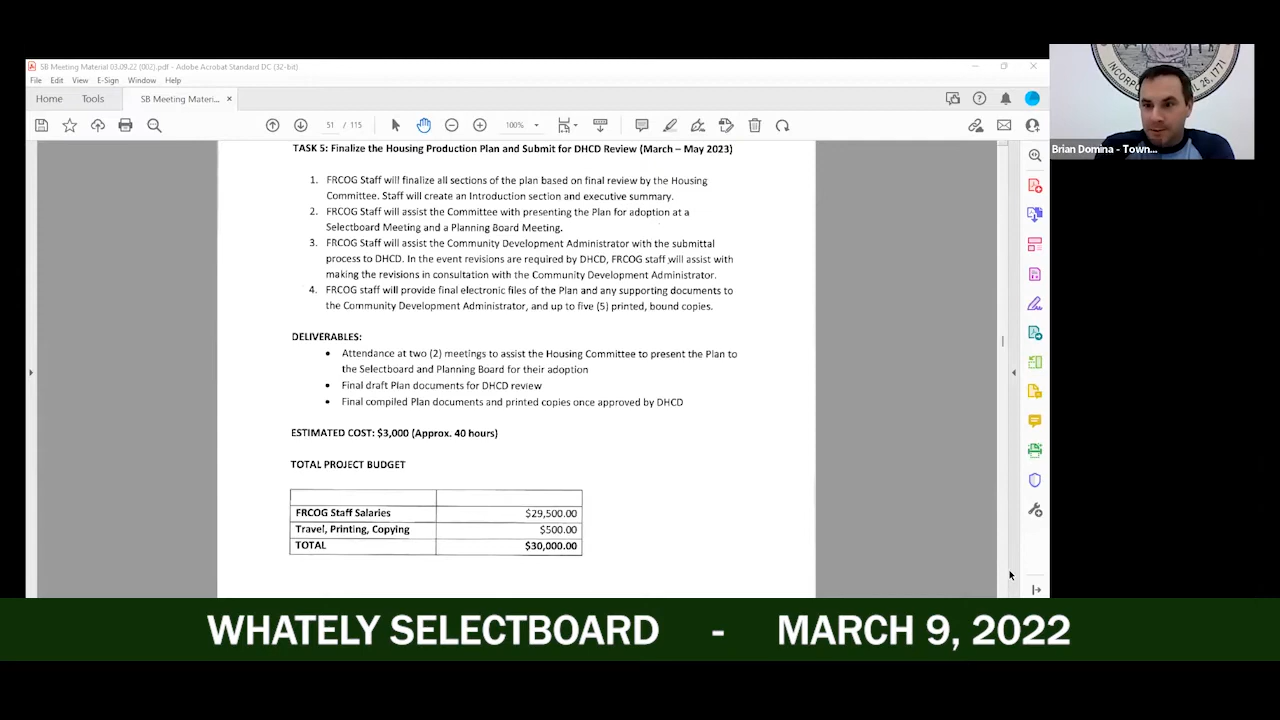 SB Meeting Material 03.09.22 (002).pdf - Adobe Acrobat Standard DC (32-bit)
File Edit View E-Sign Window Help
Home Tools SB Meeting Materi... ×
51 / 115 100%
TASK 5: Finalize the Housing Production Plan and Submit for DHCD Review (March – May 2023)
1. FRCOG Staff will finalize all sections of the plan based on final review by the Housing
Committee. Staff will create an Introduction section and executive summary.
2. FRCOG Staff will assist the Committee with presenting the Plan for adoption at a
Selectboard Meeting and a Planning Board Meeting.
3. FRCOG Staff will assist the Community Development Administrator with the submittal
process to DHCD. In the event revisions are required by DHCD, FRCOG staff will assist with
making the revisions in consultation with the Community Development Administrator.
4. FRCOG staff will provide final electronic files of the Plan and any supporting documents to
the Community Development Administrator, and up to five (5) printed, bound copies.
DELIVERABLES:
• Attendance at two (2) meetings to assist the Housing Committee to present the Plan to
the Selectboard and Planning Board for their adoption
• Final draft Plan documents for DHCD review
• Final compiled Plan documents and printed copies once approved by DHCD
ESTIMATED COST: $3,000 (Approx. 40 hours)
TOTAL PROJECT BUDGET
FRCOG Staff Salaries $29,500.00
Travel, Printing, Copying $500.00
TOTAL $30,000.00
Brian Domina - Town...
WHATELY SELECTBOARD - MARCH 9, 2022